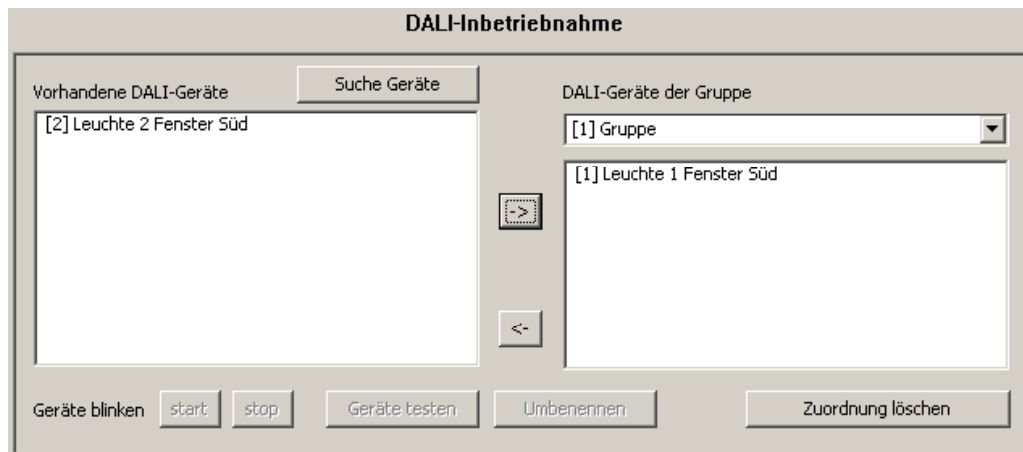 DALI-Inbetriebnahme
Vorhandene DALI-Geräte
Suche Geräte
[2] Leuchte 2 Fenster Süd
DALI-Geräte der Gruppe
[1] Gruppe
[1] Leuchte 1 Fenster Süd
->
<-
Geräte blinken
start
stop
Geräte testen
Umbenennen
Zuordnung löschen